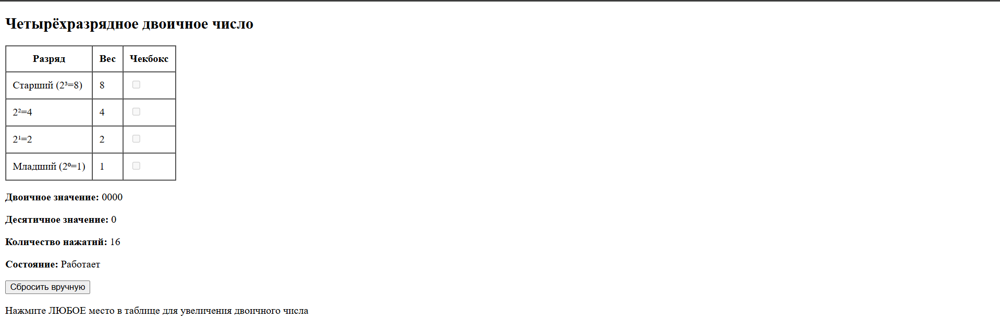 Четырёхразрядное двоичное число
Разряд Вес Чекбокс
Старший (2³=8) 8
2²=4 4
2¹=2 2
Младший (2⁰=1) 1
Двоичное значение: 0000
Десятичное значение: 0
Количество нажатий: 16
Состояние: Работает
Сбросить вручную
Нажмите ЛЮБОЕ место в таблице для увеличения двоичного числа